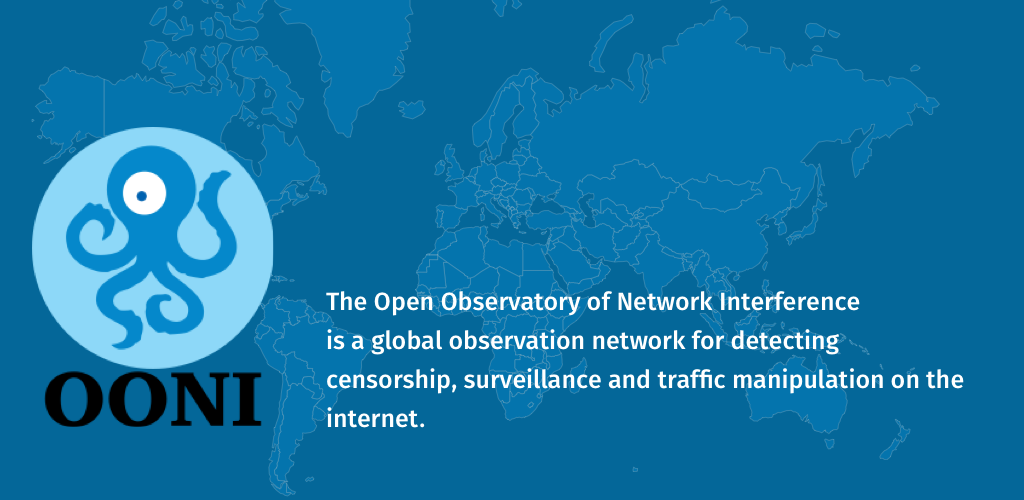 The Open Observatory of Network Interference
is a global observation network for detecting
censorship, surveillance and traffic manipulation on the
internet.
OONI